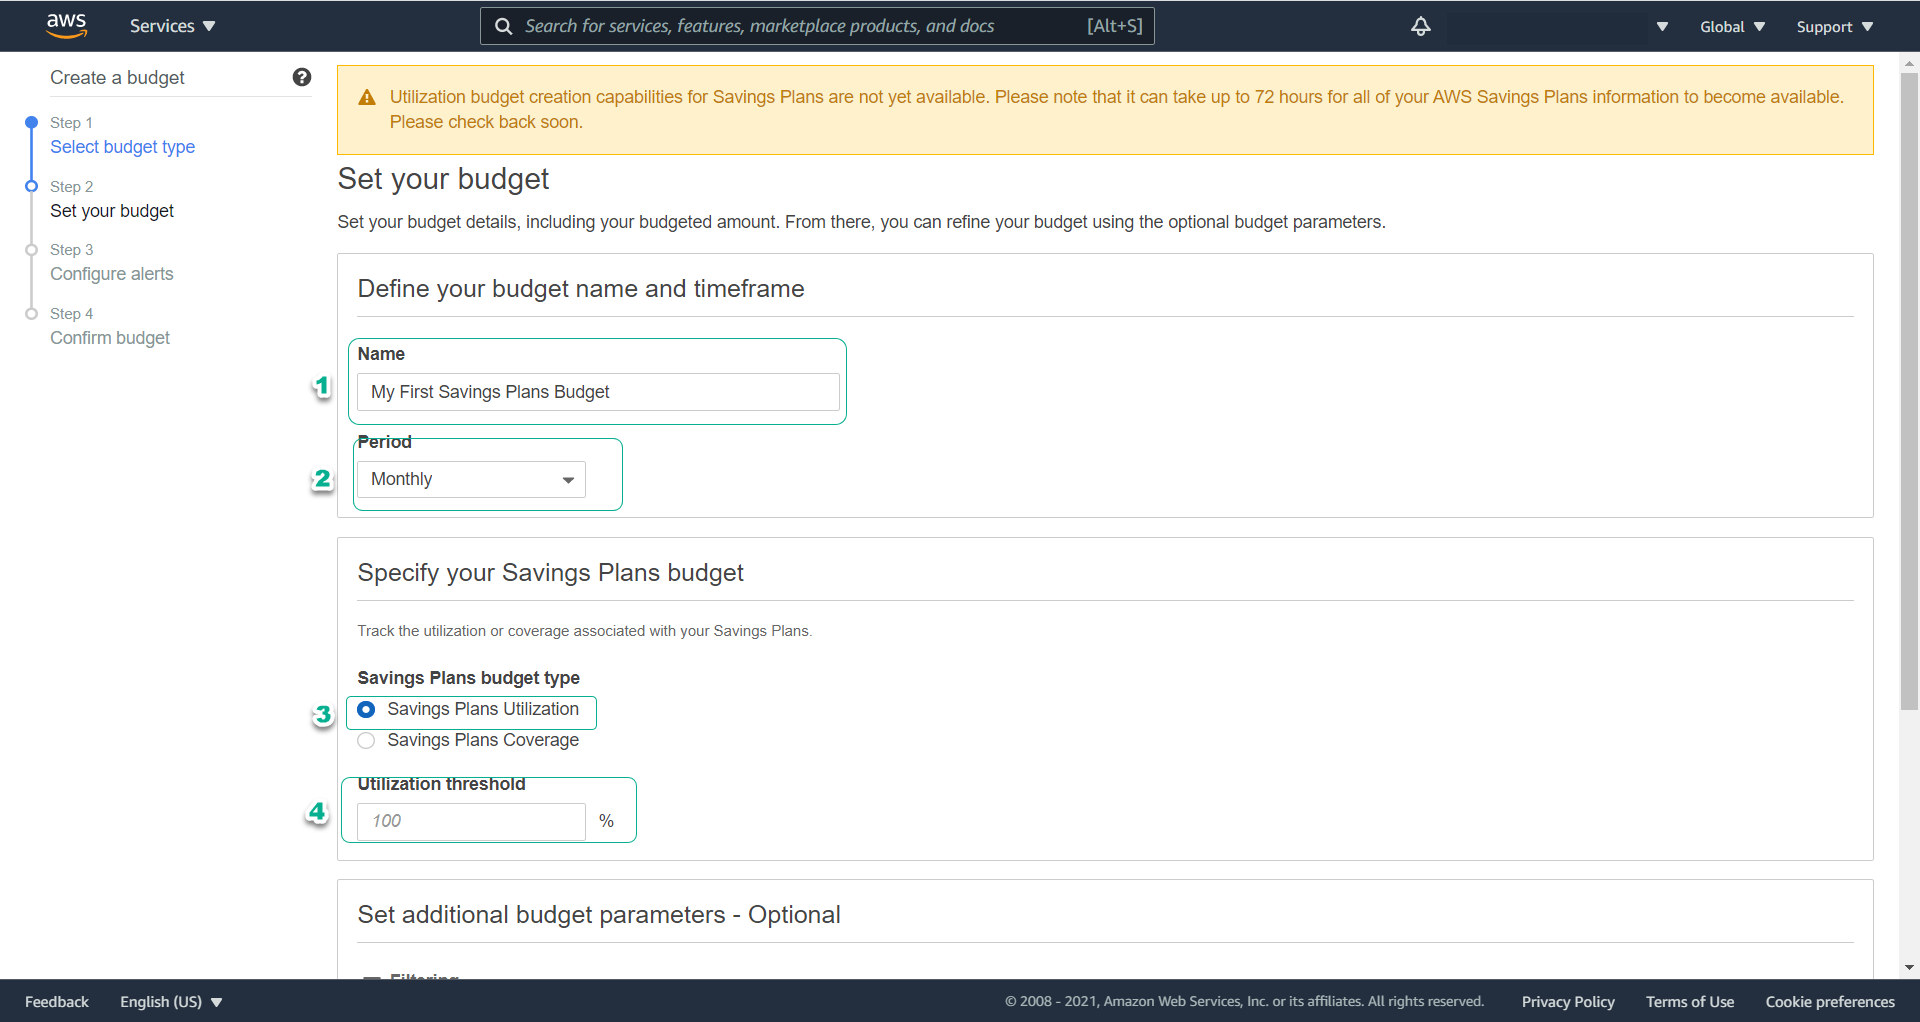 aws
Services
Search for services, features, marketplace products, and docs
[Alt+S]
Global
Support
Create a budget
?
Step 1
Select budget type
Step 2
Set your budget
Step 3
Configure alerts
Step 4
Confirm budget
Utilization budget creation capabilities for Savings Plans are not yet available. Please note that it can take up to 72 hours for all of your AWS Savings Plans information to become available.
Please check back soon.
Set your budget
Set your budget details, including your budgeted amount. From there, you can refine your budget using the optional budget parameters.
Define your budget name and timeframe
1
Name
My First Savings Plans Budget
2
Period
Monthly
Specify your Savings Plans budget
Track the utilization or coverage associated with your Savings Plans.
Savings Plans budget type
3
Savings Plans Utilization
Savings Plans Coverage
4
Utilization threshold
100
%
Set additional budget parameters - Optional
Filtering
Feedback
English (US)
© 2008 - 2021, Amazon Web Services, Inc. or its affiliates. All rights reserved.
Privacy Policy
Terms of Use
Cookie preferences